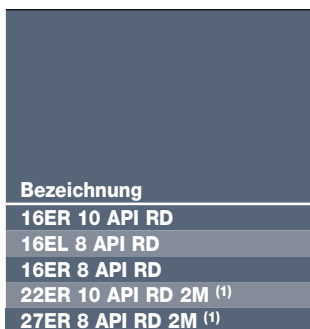 Bezeichnung
16ER 10 API RD
16EL 8 API RD
16ER 8 API RD
22ER 10 API RD 2M (1)
27ER 8 API RD 2M (1)